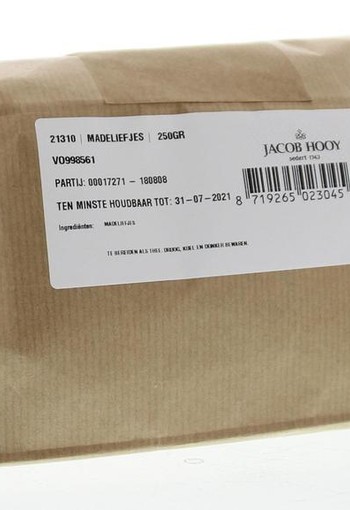 21310 | MADELIEFJES | 250GR
VO998561
PARTIJ: 00017271 - 180808
TEN MINSTE HOUDBAAR TOT: 31-07-2021
Ingrediënten: MADELIEFJES
TE BEREIDEN ALS THEE. DROOG, KOEL EN DONKER BEWAREN.
JACOB HOOY
sedert 1743
8 719265 023045